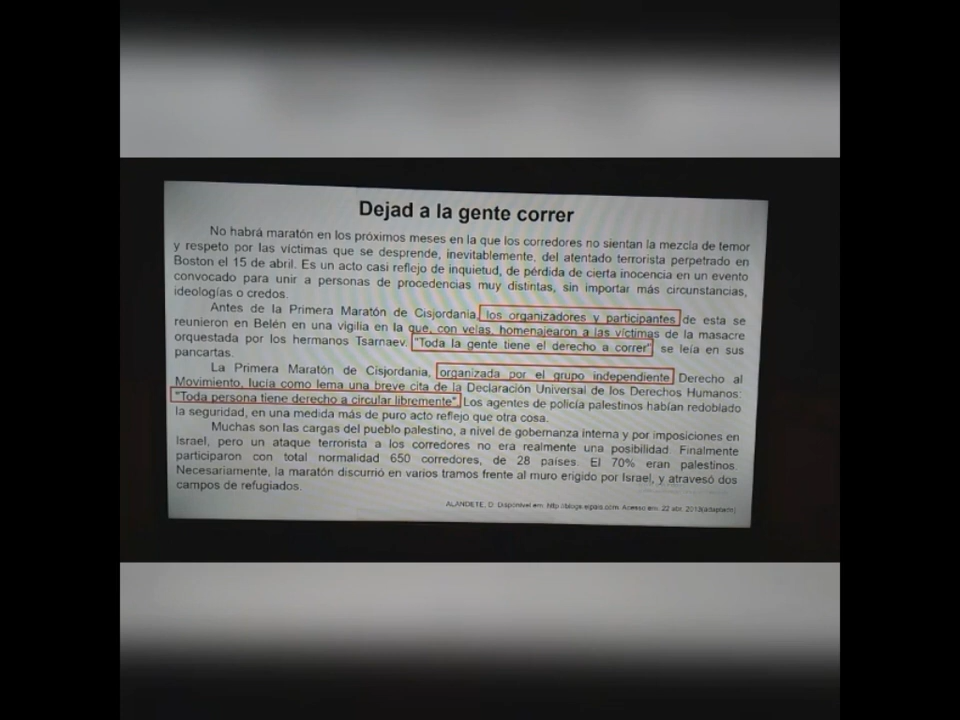 Dejad a la gente correr
No habrá maratón en los próximos meses en la que los corredores no sientan la mezcla de temor
y respeto por las víctimas que se desprende, inevitablemente, del atentado terrorista perpetrado en
Boston el 15 de abril. Es un acto casi reflejo de inquietud, de pérdida de cierta inocencia en un evento
convocado para unir a personas de procedencias muy distintas, sin importar más circunstancias,
ideologías o credos.
Antes de la Primera Maratón de Cisjordania, los organizadores y participantes de esta se
reunieron en Belén en una vigilia en la que, con velas, homenajearon a las víctimas de la masacre
orquestada por los hermanos Tsarnaev. "Toda la gente tiene el derecho a correr", se leía en sus
pancartas.
La Primera Maratón de Cisjordania, organizada por el grupo independiente Derecho al
Movimiento, lucía como lema una breve cita de la Declaración Universal de los Derechos Humanos:
"Toda persona tiene derecho a circular libremente". Los agentes de policía palestinos habían redoblado
la seguridad, en una medida más de puro acto reflejo que otra cosa.
Muchas son las cargas del pueblo palestino, a nivel de gobernanza interna y por imposiciones en
Israel, pero un ataque terrorista a los corredores no era realmente una posibilidad. Finalmente
participaron con total normalidad 650 corredores, de 28 países. El 70% eran palestinos.
Necesariamente, la maratón discurrió en varios tramos frente al muro erigido por Israel, y atravesó dos
campos de refugiados.
ALANDETE, D. Disponível em: http://blogs.elpais.com. Acesso em: 22 abr. 2013(adaptado)